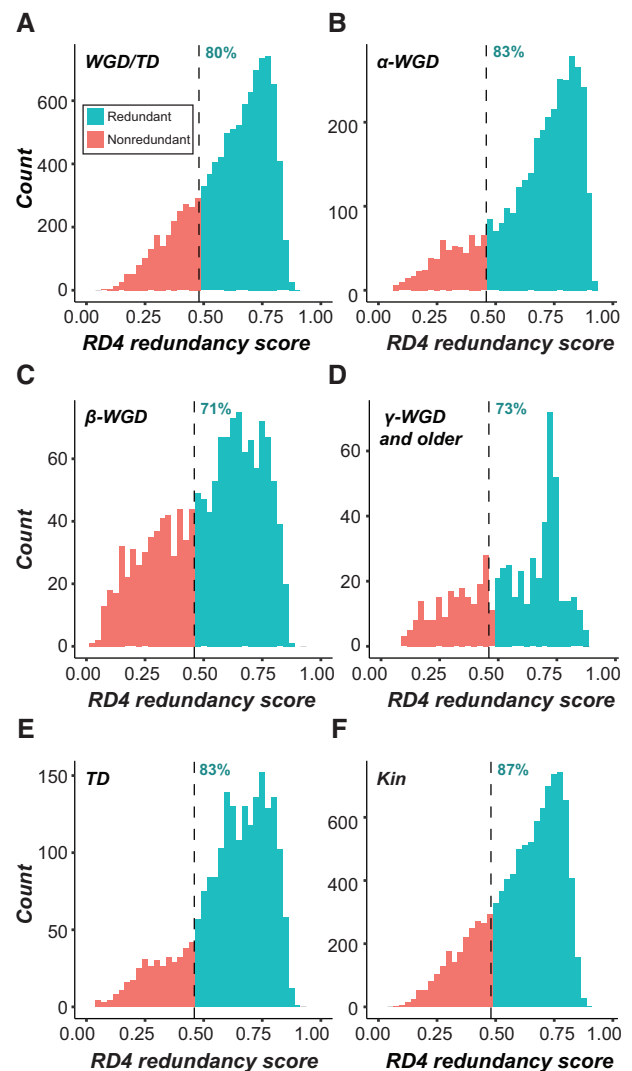 A
WGD/TD
80%
Redundant
Nonredundant
Count
600
400
200
0
0.00 0.25 0.50 0.75 1.00
RD4 redundancy score
B
α-WGD
83%
200
100
0
0.00 0.25 0.50 0.75 1.00
RD4 redundancy score
C
β-WGD
71%
Count
60
40
20
0
0.00 0.25 0.50 0.75 1.00
RD4 redundancy score
D
γ-WGD
and older
73%
60
40
20
0
0.00 0.25 0.50 0.75 1.00
RD4 redundancy score
E
TD
83%
Count
150
100
50
0
0.00 0.25 0.50 0.75 1.00
RD4 redundancy score
F
Kin
87%
600
400
200
0
0.00 0.25 0.50 0.75 1.00
RD4 redundancy score